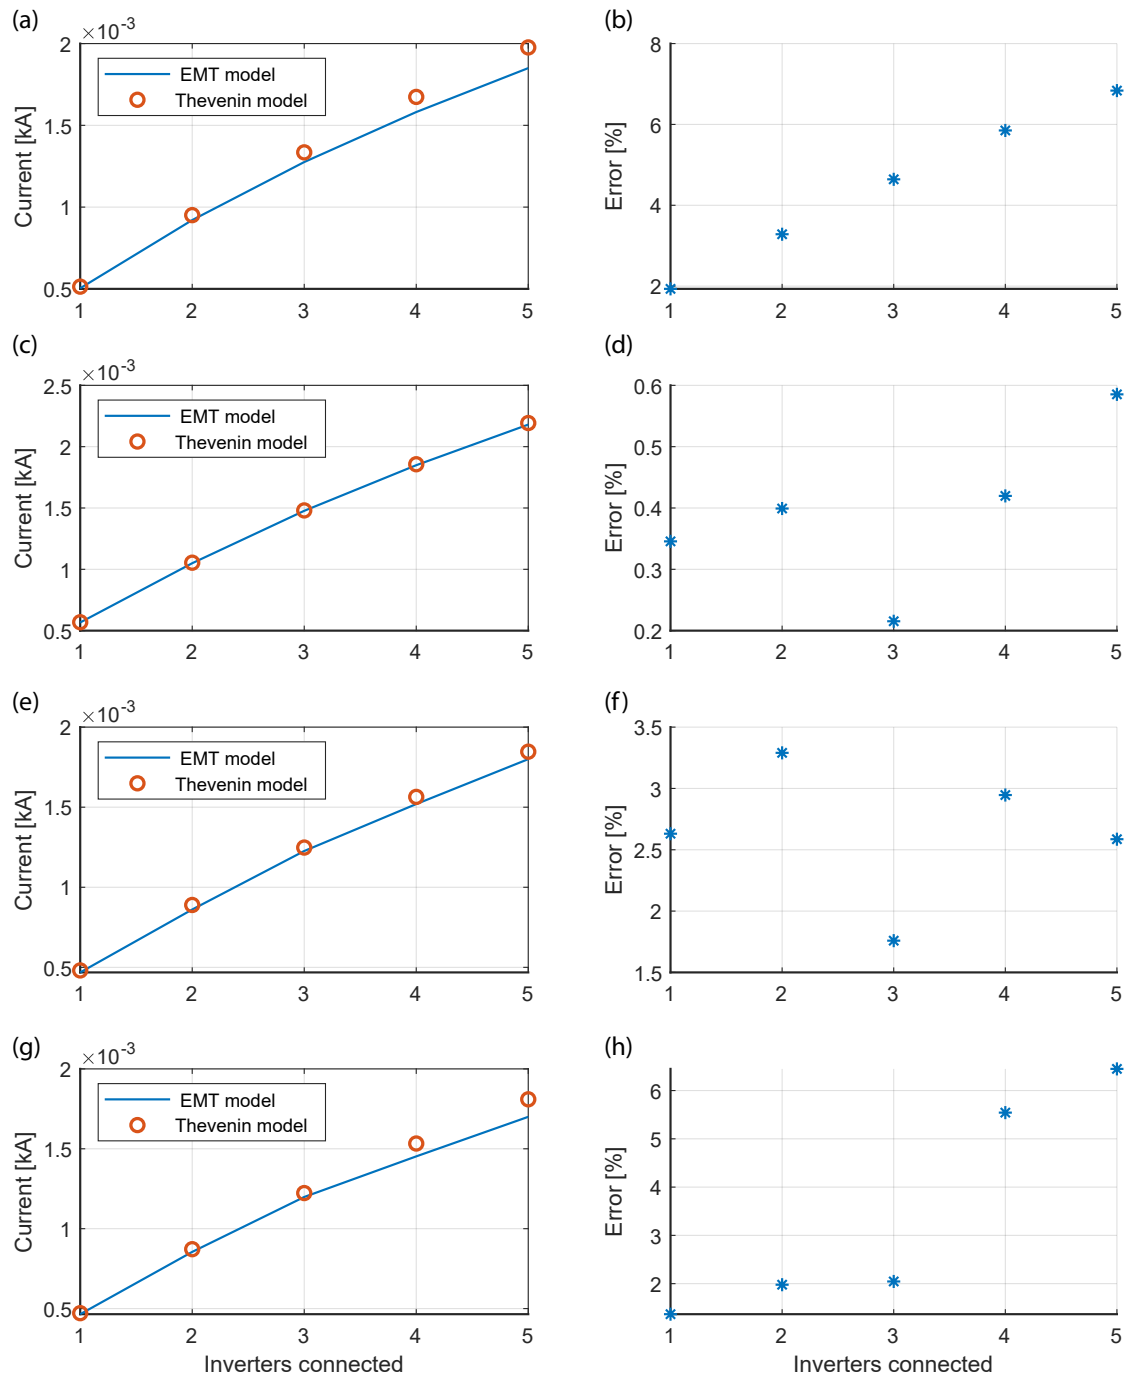 (a)
×10-3
2
1.5
1
0.5
Current [kA]
EMT model
Thevenin model
1 2 3 4 5
(b)
8
6
4
2
Error [%]
1 2 3 4 5
(c)
×10-3
2.5
2
1.5
1
0.5
Current [kA]
EMT model
Thevenin model
1 2 3 4 5
(d)
0.6
0.5
0.4
0.3
0.2
Error [%]
1 2 3 4 5
(e)
×10-3
2
1.5
1
0.5
Current [kA]
EMT model
Thevenin model
1 2 3 4 5
(f)
3.5
3
2.5
2
1.5
Error [%]
1 2 3 4 5
(g)
×10-3
2
1.5
1
0.5
Current [kA]
EMT model
Thevenin model
1 2 3 4 5
Inverters connected
(h)
6
5
4
3
2
Error [%]
1 2 3 4 5
Inverters connected